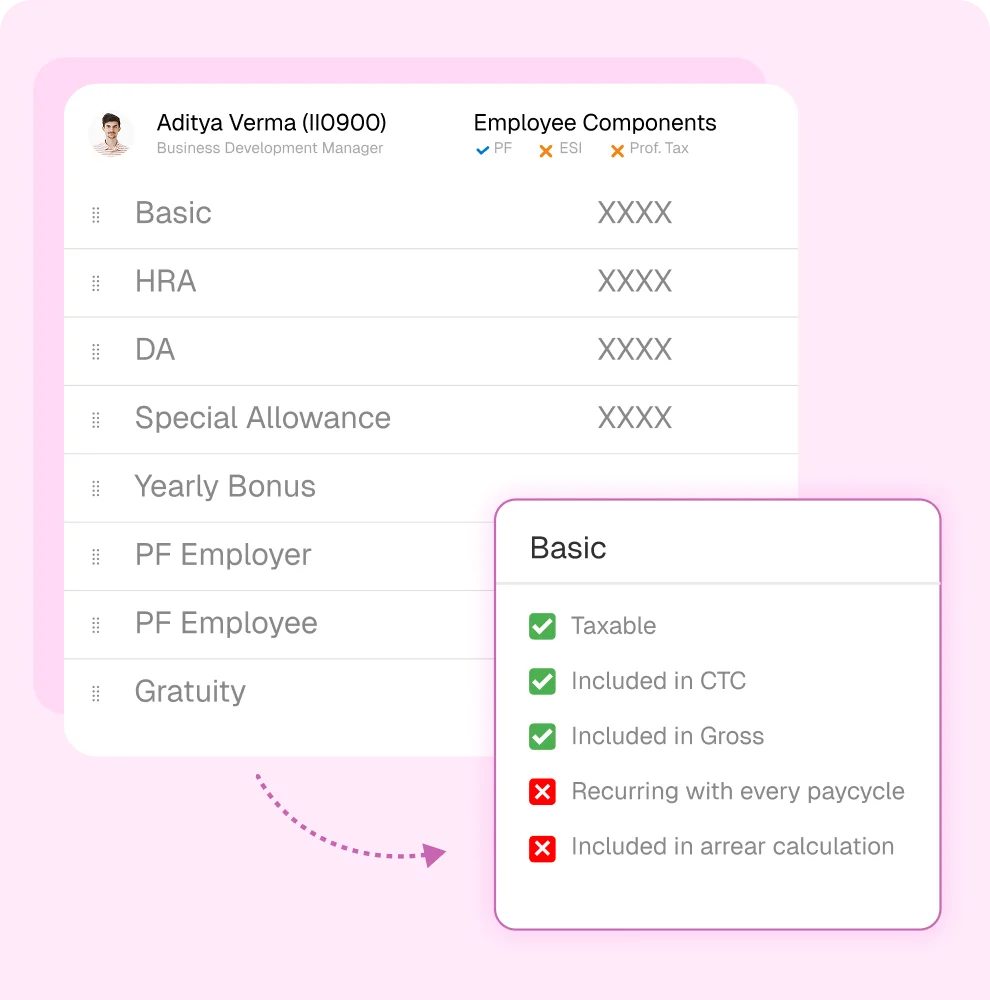 Aditya Verma (II0900)
Business Development Manager
Employee Components
PF ESI Prof. Tax
Basic XXXX
HRA XXXX
DA XXXX
Special Allowance XXXX
Yearly Bonus
PF Employer
PF Employee
Gratuity
Basic
Taxable
Included in CTC
Included in Gross
Recurring with every paycycle
Included in arrear calculation